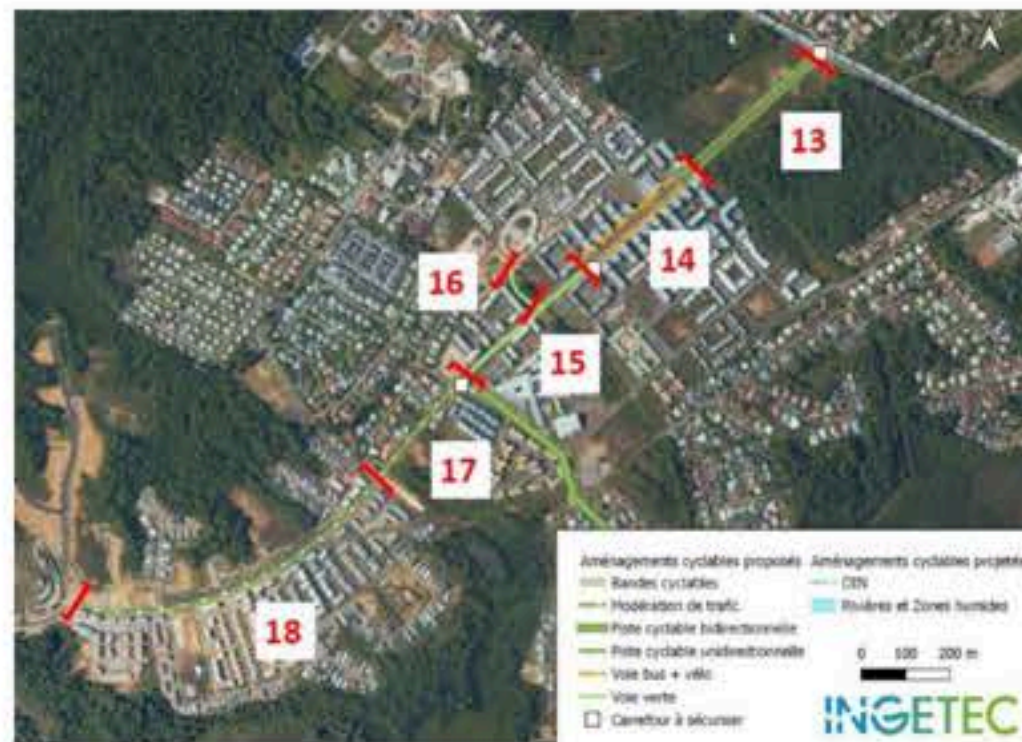 13
14
16
15
17
18
Aménagements cyclables proposés
Bandes cyclables
Modération de trafic
Piste cyclable bidirectionnelle
Piste cyclable unidirectionnelle
Voie bus + vélo
Voie verte
Carrefour à sécuriser
Aménagements cyclables projetés
Rivières et Zones humides
0 100 200 m
INGETEC